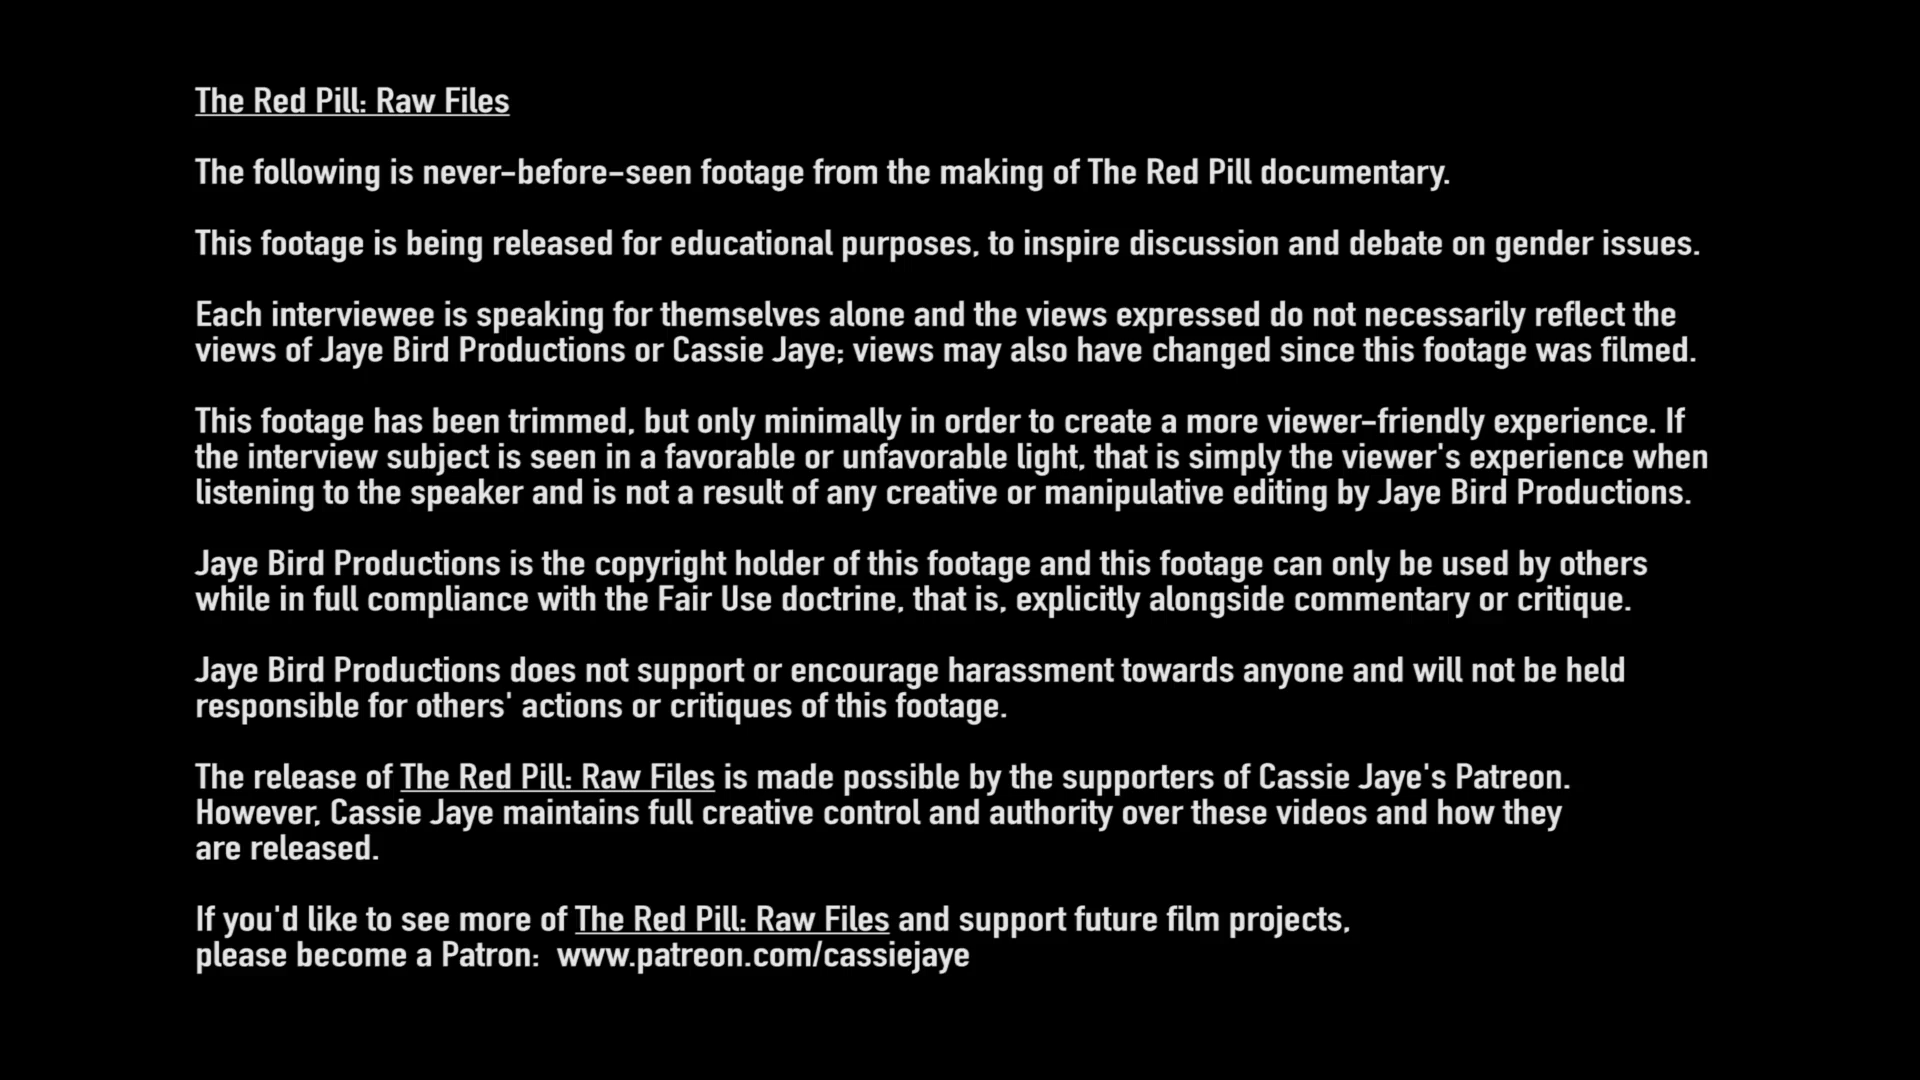 The Red Pill: Raw Files
The following is never-before-seen footage from the making of The Red Pill documentary.
This footage is being released for educational purposes, to inspire discussion and debate on gender issues.
Each interviewee is speaking for themselves alone and the views expressed do not necessarily reflect the
views of Jaye Bird Productions or Cassie Jaye; views may also have changed since this footage was filmed.
This footage has been trimmed, but only minimally in order to create a more viewer-friendly experience. If
the interview subject is seen in a favorable or unfavorable light, that is simply the viewer's experience when
listening to the speaker and is not a result of any creative or manipulative editing by Jaye Bird Productions.
Jaye Bird Productions is the copyright holder of this footage and this footage can only be used by others
while in full compliance with the Fair Use doctrine, that is, explicitly alongside commentary or critique.
Jaye Bird Productions does not support or encourage harassment towards anyone and will not be held
responsible for others' actions or critiques of this footage.
The release of The Red Pill: Raw Files is made possible by the supporters of Cassie Jaye's Patreon.
However, Cassie Jaye maintains full creative control and authority over these videos and how they
are released.
If you'd like to see more of The Red Pill: Raw Files and support future film projects,
please become a Patron:  www.patreon.com/cassiejaye